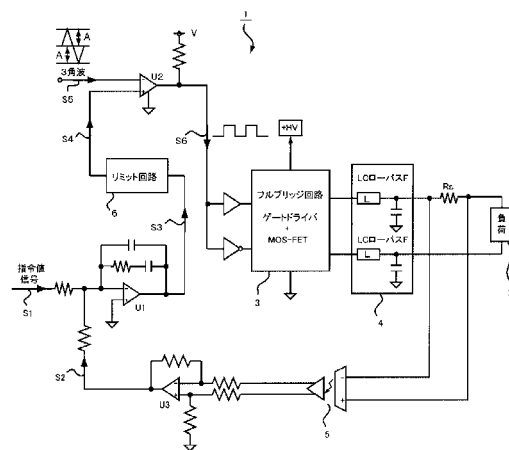 1
A
A
3角波
S5
U2
V
S4
S6
+HV
リミット回路
6
S3
フルブリッジ回路
ゲートドライバ
+
MOS-FET
3
LCローパスF
L
LCローパスF
L
4
Rs
負荷
指令値
信号
S1
U1
S2
U3
5